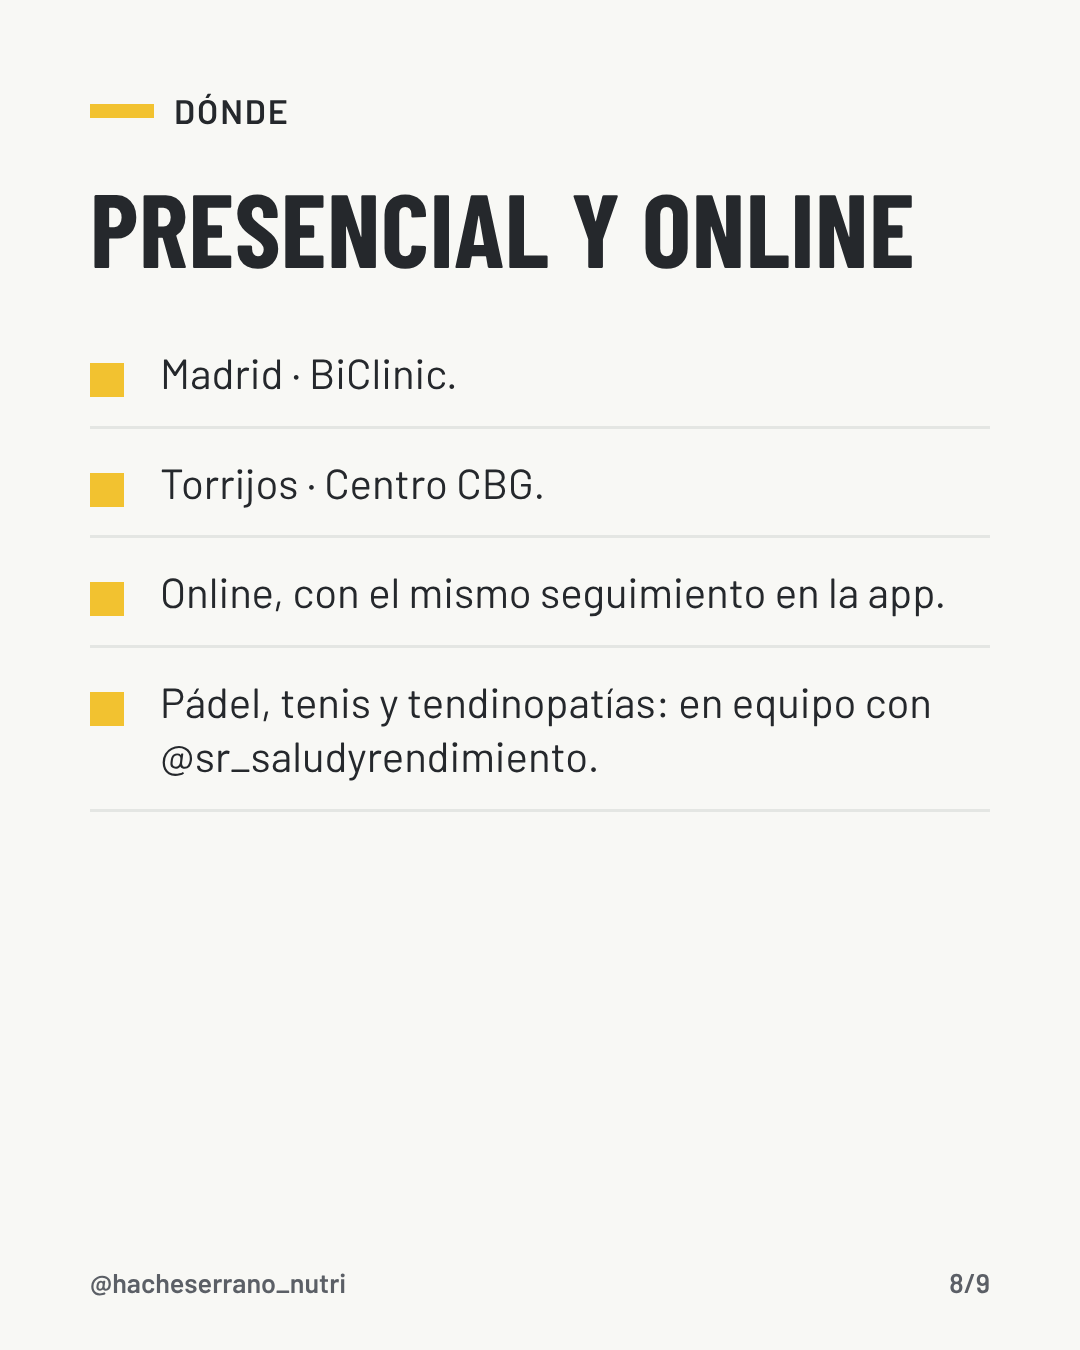 DÓNDE
PRESENCIAL Y ONLINE
Madrid · BiClinic.
Torrijos · Centro CBG.
Online, con el mismo seguimiento en la app.
Pádel, tenis y tendinopatías: en equipo con
@sr_saludyrendimiento.
@hacheserrano_nutri
8/9